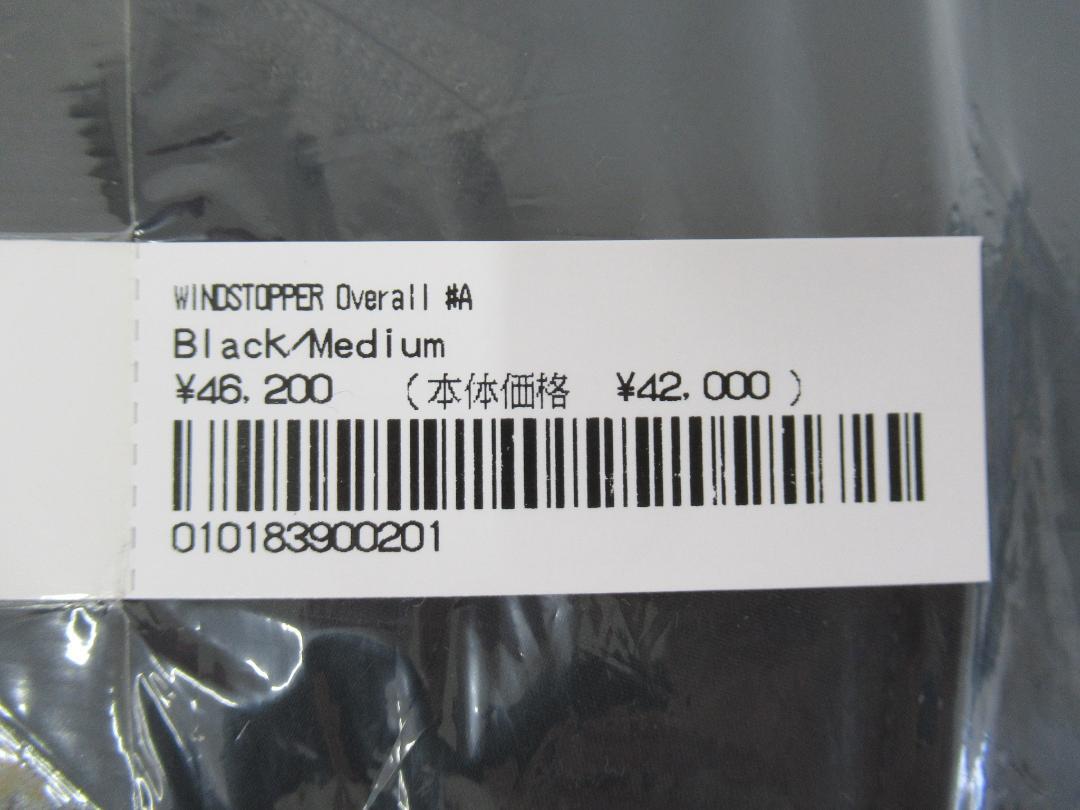 WINDSTOPPER Overall #A
Black/Medium
¥46,200 (本体価格 ¥42,000)
010183900201